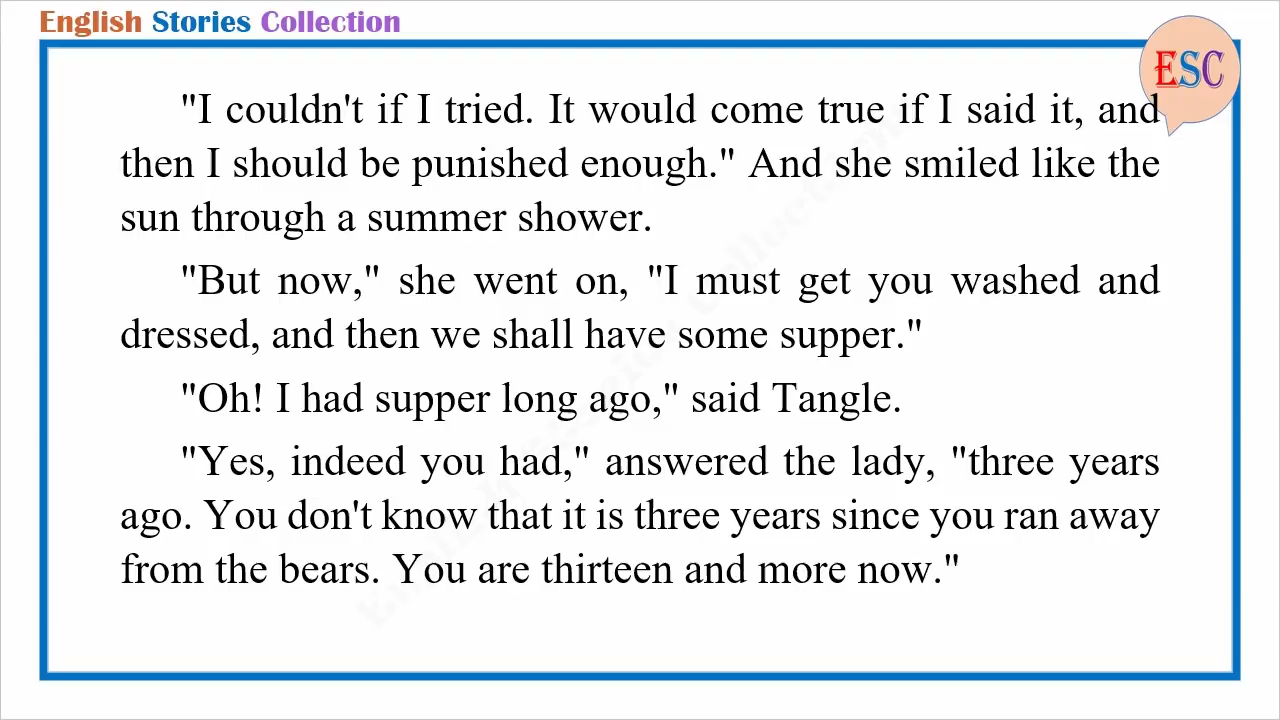 English Stories Collection
ESC
"I couldn't if I tried. It would come true if I said it, and
then I should be punished enough." And she smiled like the
sun through a summer shower.
"But now," she went on, "I must get you washed and
dressed, and then we shall have some supper."
"Oh! I had supper long ago," said Tangle.
"Yes, indeed you had," answered the lady, "three years
ago. You don't know that it is three years since you ran away
from the bears. You are thirteen and more now."